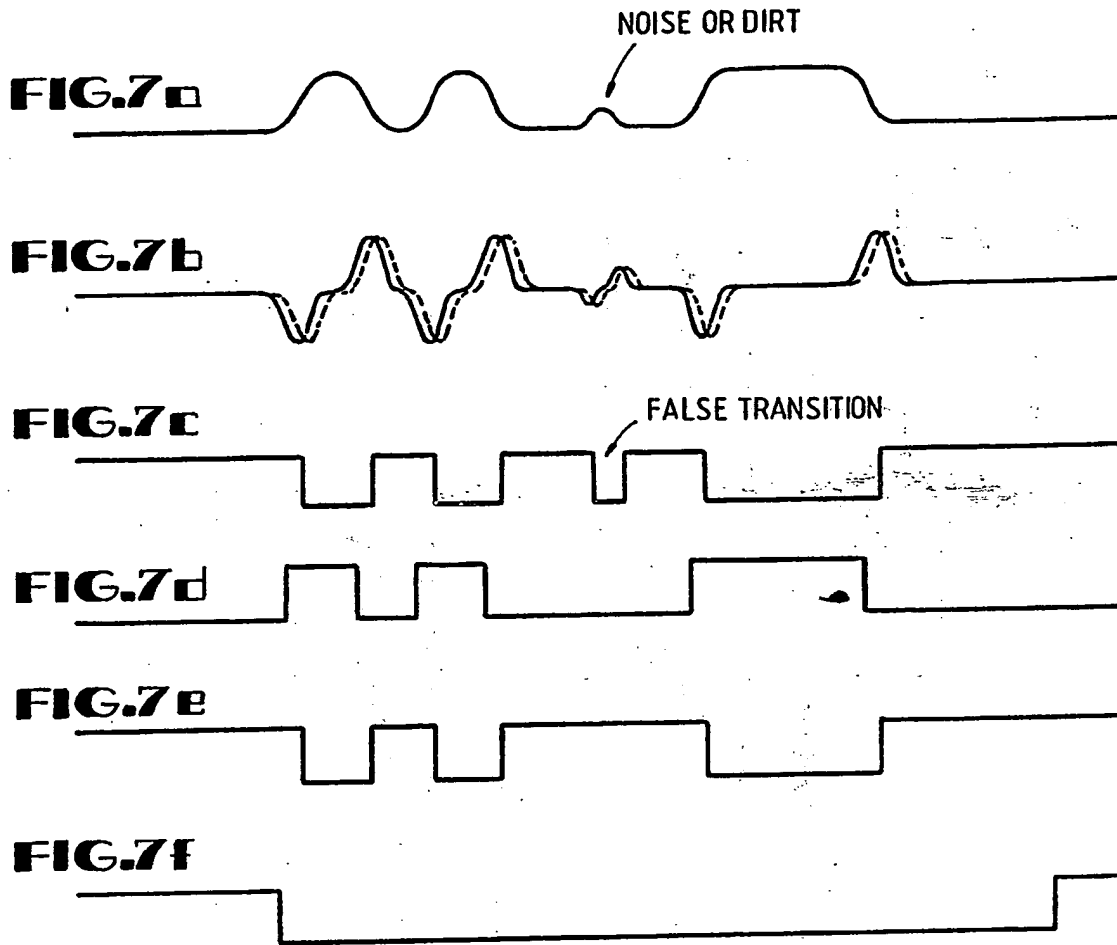 NOISE OR DIRT
FIG.7a
FIG.7b
FIG.7c
FALSE TRANSITION
FIG.7d
FIG.7e
FIG.7f